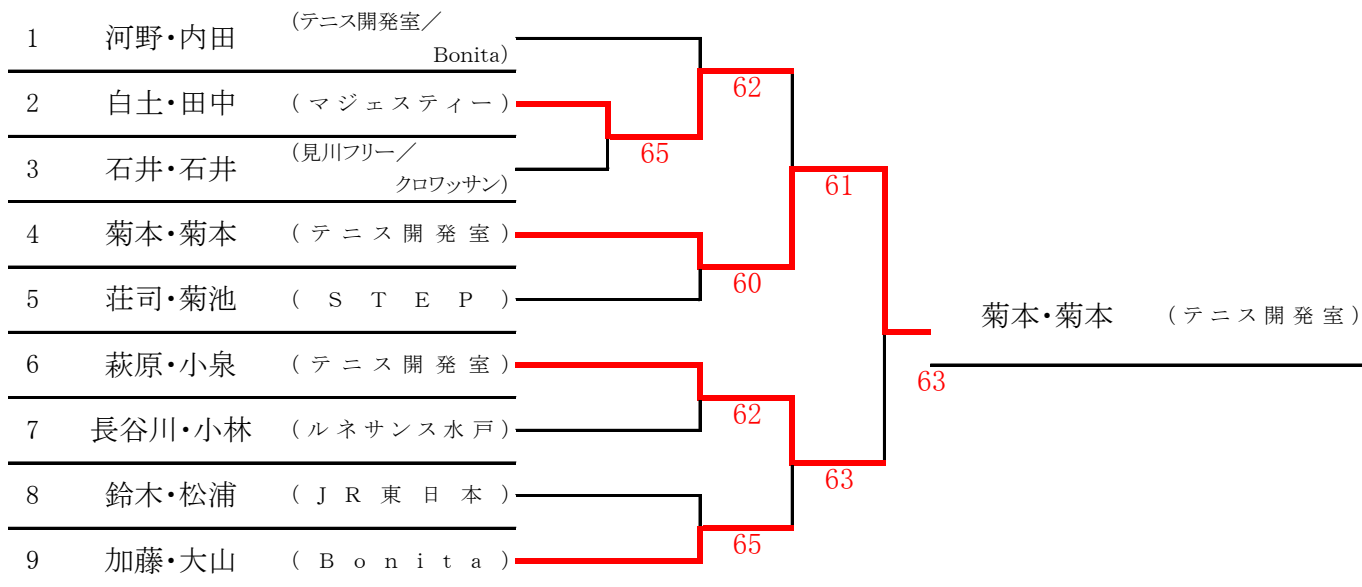 1 河野・内田 (テニス開発室／
Bonita)
2 白土・田中 (マジェスティー)
62
3 石井・石井 (見川フリー／
クロワッサン)
65
61
4 菊本・菊本 (テニス開発室)
60
5 荘司・菊池 (STEP)
菊本・菊本 (テニス開発室)
6 萩原・小泉 (テニス開発室)
63
62
7 長谷川・小林 (ルネサンス水戸)
63
8 鈴木・松浦 (JR東日本)
65
9 加藤・大山 (Bonita)